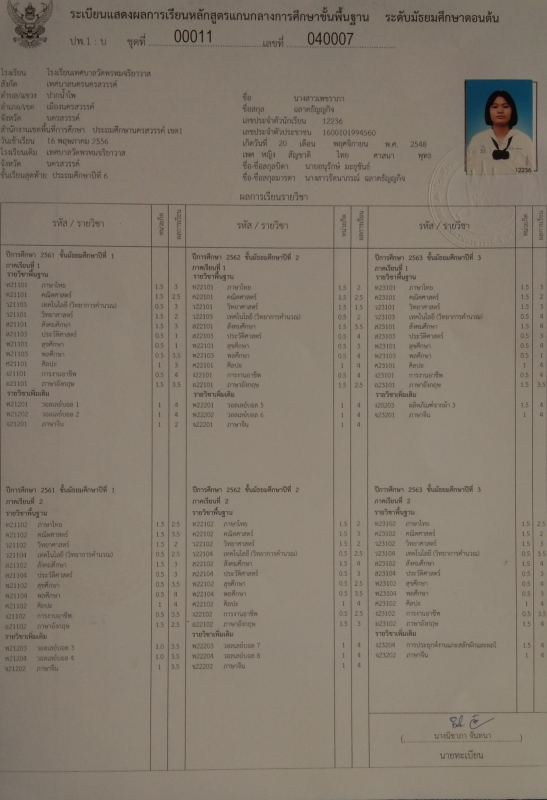 ระเบียนแสดงผลการเรียนหลักสูตรแกนกลางการศึกษาขั้นพื้นฐาน ระดับมัธยมศึกษาตอนต้น
ปพ.1 : บ ชุดที่ 00011 เลขที่ 040007
โรงเรียน โรงเรียนเทศบาลวัดพรหมจริยาวาส
สังกัด เทศบาลนครนครสวรรค์
ตำบล/แขวง ปากน้ำโพ
อำเภอ/เขต เมืองนครสวรรค์
จังหวัด นครสวรรค์
สำนักงานเขตพื้นที่การศึกษา ประถมศึกษานครสวรรค์ เขต1
วันเข้าเรียน 16 พฤษภาคม 2556
โรงเรียนเดิม เทศบาลวัดพรหมจริยาวาส
จังหวัด นครสวรรค์
ชั้นเรียนสุดท้าย ประถมศึกษาปีที่ 6
ชื่อ นางสาวเพชราภา
ชื่อสกุล ฉลาดธัญญกิจ
เลขประจำตัวนักเรียน 12236
เลขประจำตัวประชาชน 1600101994560
เกิดวันที่ 20 เดือน พฤศจิกายน พ.ศ. 2548
เพศ หญิง สัญชาติ ไทย ศาสนา พุทธ
ชื่อ-ชื่อสกุลบิดา นายอนุรักษ์
ชื่อ-ชื่อสกุลมารดา นางสาวรัตนาภรณ์ ฉลาดธัญญกิจ
12236
ผลการเรียนรายวิชา
รหัส / รายวิชา หน่วยกิต ผลการเรียน รหัส / รายวิชา หน่วยกิต ผลการเรียน รหัส / รายวิชา หน่วยกิต ผลการเรียน
ปีการศึกษา 2561 ชั้นมัธยมศึกษาปีที่ 1
ภาคเรียนที่ 1
รายวิชาพื้นฐาน
ท21101 ภาษาไทย 1.5 3
ค21101 คณิตศาสตร์ 1.5 2.5
ว21103 เทคโนโลยี (วิทยาการคำนวณ) 0.5 3
ว21101 วิทยาศาสตร์ 1.5 2
ส21101 สังคมศึกษา 1.5 3
ส21103 ประวัติศาสตร์ 0.5 1
พ21101 สุขศึกษา 0.5 1
พ21103 พลศึกษา 0.5 3.5
ศ21101 ศิลปะ 1 3
ง21101 การงานอาชีพ 0.5 4
อ21101 ภาษาอังกฤษ 1.5 3.5
รายวิชาเพิ่มเติม
พ21201 วอลเลย์บอล 1 1 4
พ21202 วอลเลย์บอล 2 1 4
จ21201 ภาษาจีน 1 2
ปีการศึกษา 2562 ชั้นมัธยมศึกษาปีที่ 2
ภาคเรียนที่ 1
รายวิชาพื้นฐาน
ท22101 ภาษาไทย 1.5 2
ค22101 คณิตศาสตร์ 1.5 2.5
ว22101 วิทยาศาสตร์ 1.5 1.5
ว22103 เทคโนโลยี (วิทยาการคำนวณ) 0.5 2
ส22101 สังคมศึกษา 1.5 3.5
ส22103 ประวัติศาสตร์ 0.5 4
พ22101 สุขศึกษา 0.5 4
พ22103 พลศึกษา 0.5 4
ศ22101 ศิลปะ 1 4
ง22101 การงานอาชีพ 0.5 4
อ22101 ภาษาอังกฤษ 1.5 2.5
รายวิชาเพิ่มเติม
พ22201 วอลเลย์บอล 5 1 4
พ22202 วอลเลย์บอล 6 1 4
จ22201 ภาษาจีน 1 4
ปีการศึกษา 2563 ชั้นมัธยมศึกษาปีที่ 3
ภาคเรียนที่ 1
รายวิชาพื้นฐาน
ท23101 ภาษาไทย 1.5 3
ค23101 คณิตศาสตร์ 1.5 2
ว23101 วิทยาศาสตร์ 1.5 3
ว23103 เทคโนโลยี (วิทยาการคำนวณ) 0.5 4
ส23101 สังคมศึกษา 1.5 4
ส23103 ประวัติศาสตร์ 0.5 4
พ23101 สุขศึกษา 0.5 4
พ23103 พลศึกษา 0.5 1
ศ23101 ศิลปะ 1 4
ง23101 การงานอาชีพ 0.5 4
อ23101 ภาษาอังกฤษ 1.5 3.5
รายวิชาเพิ่มเติม
ง20203 ผลิตภัณฑ์จากผ้า 3 1.5 4
จ23201 ภาษาจีน 1 4
ปีการศึกษา 2561 ชั้นมัธยมศึกษาปีที่ 1
ภาคเรียนที่ 2
รายวิชาพื้นฐาน
ท21102 ภาษาไทย 1.5 2.5
ค21102 คณิตศาสตร์ 1.5 3.5
ว21102 วิทยาศาสตร์ 1.5 2
ว21104 เทคโนโลยี (วิทยาการคำนวณ) 0.5 2.5
ส21102 สังคมศึกษา 1.5 3
ส21104 ประวัติศาสตร์ 0.5 3
พ21102 สุขศึกษา 0.5 3.5
พ21104 พลศึกษา 0.5 4
ศ21102 ศิลปะ 1 4
ง21102 การงานอาชีพ 0.5 3.5
อ21102 ภาษาอังกฤษ 1.5 2.5
รายวิชาเพิ่มเติม
พ21203 วอลเลย์บอล 3 1.0 3.5
พ21204 วอลเลย์บอล 4 1.0 3.5
จ21202 ภาษาจีน 1 3.5
ปีการศึกษา 2562 ชั้นมัธยมศึกษาปีที่ 2
ภาคเรียนที่ 2
รายวิชาพื้นฐาน
ท22102 ภาษาไทย 1.5 2
ค22102 คณิตศาสตร์ 1.5 3
ว22102 วิทยาศาสตร์ 1.5 2
ว22104 เทคโนโลยี (วิทยาการคำนวณ) 0.5 2.5
ส22102 สังคมศึกษา 1.5 4
ส22104 ประวัติศาสตร์ 0.5 3
พ22102 สุขศึกษา 0.5 2.5
พ22104 พลศึกษา 0.5 3.5
ศ22102 ศิลปะ 1 4
ง22102 การงานอาชีพ 0.5 2.5
อ22102 ภาษาอังกฤษ 1.5 3
รายวิชาเพิ่มเติม
พ22203 วอลเลย์บอล 7 1 4
พ22204 วอลเลย์บอล 8 1 4
จ22202 ภาษาจีน 1 4
ปีการศึกษา 2563 ชั้นมัธยมศึกษาปีที่ 3
ภาคเรียนที่ 2
รายวิชาพื้นฐาน
ท23102 ภาษาไทย 1.5 2.5
ค23102 คณิตศาสตร์ 1.5 2
ว23102 วิทยาศาสตร์ 1.5 3
ว23104 เทคโนโลยี (วิทยาการคำนวณ) 0.5 3.5
ส23102 สังคมศึกษา 1.5 4
ส23104 ประวัติศาสตร์ 0.5 4
พ23102 สุขศึกษา 0.5 4
พ23104 พลศึกษา 0.5 3
ศ23102 ศิลปะ 1 4
ง23102 การงานอาชีพ 0.5 3.5
อ23102 ภาษาอังกฤษ 1.5 4
รายวิชาเพิ่มเติม
ง23204 1.5 4
จ23202 ภาษาจีน 1 4
( นางนิชาภา จันทนา )
นายทะเบียน